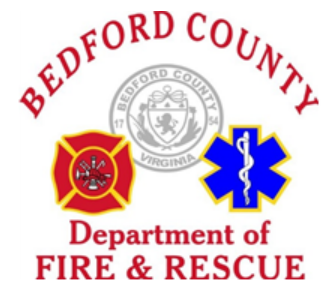 BEDFORD COUNTY
BEDFORD COUNTY
17 54
VIRGINIA
Department of
FIRE & RESCUE